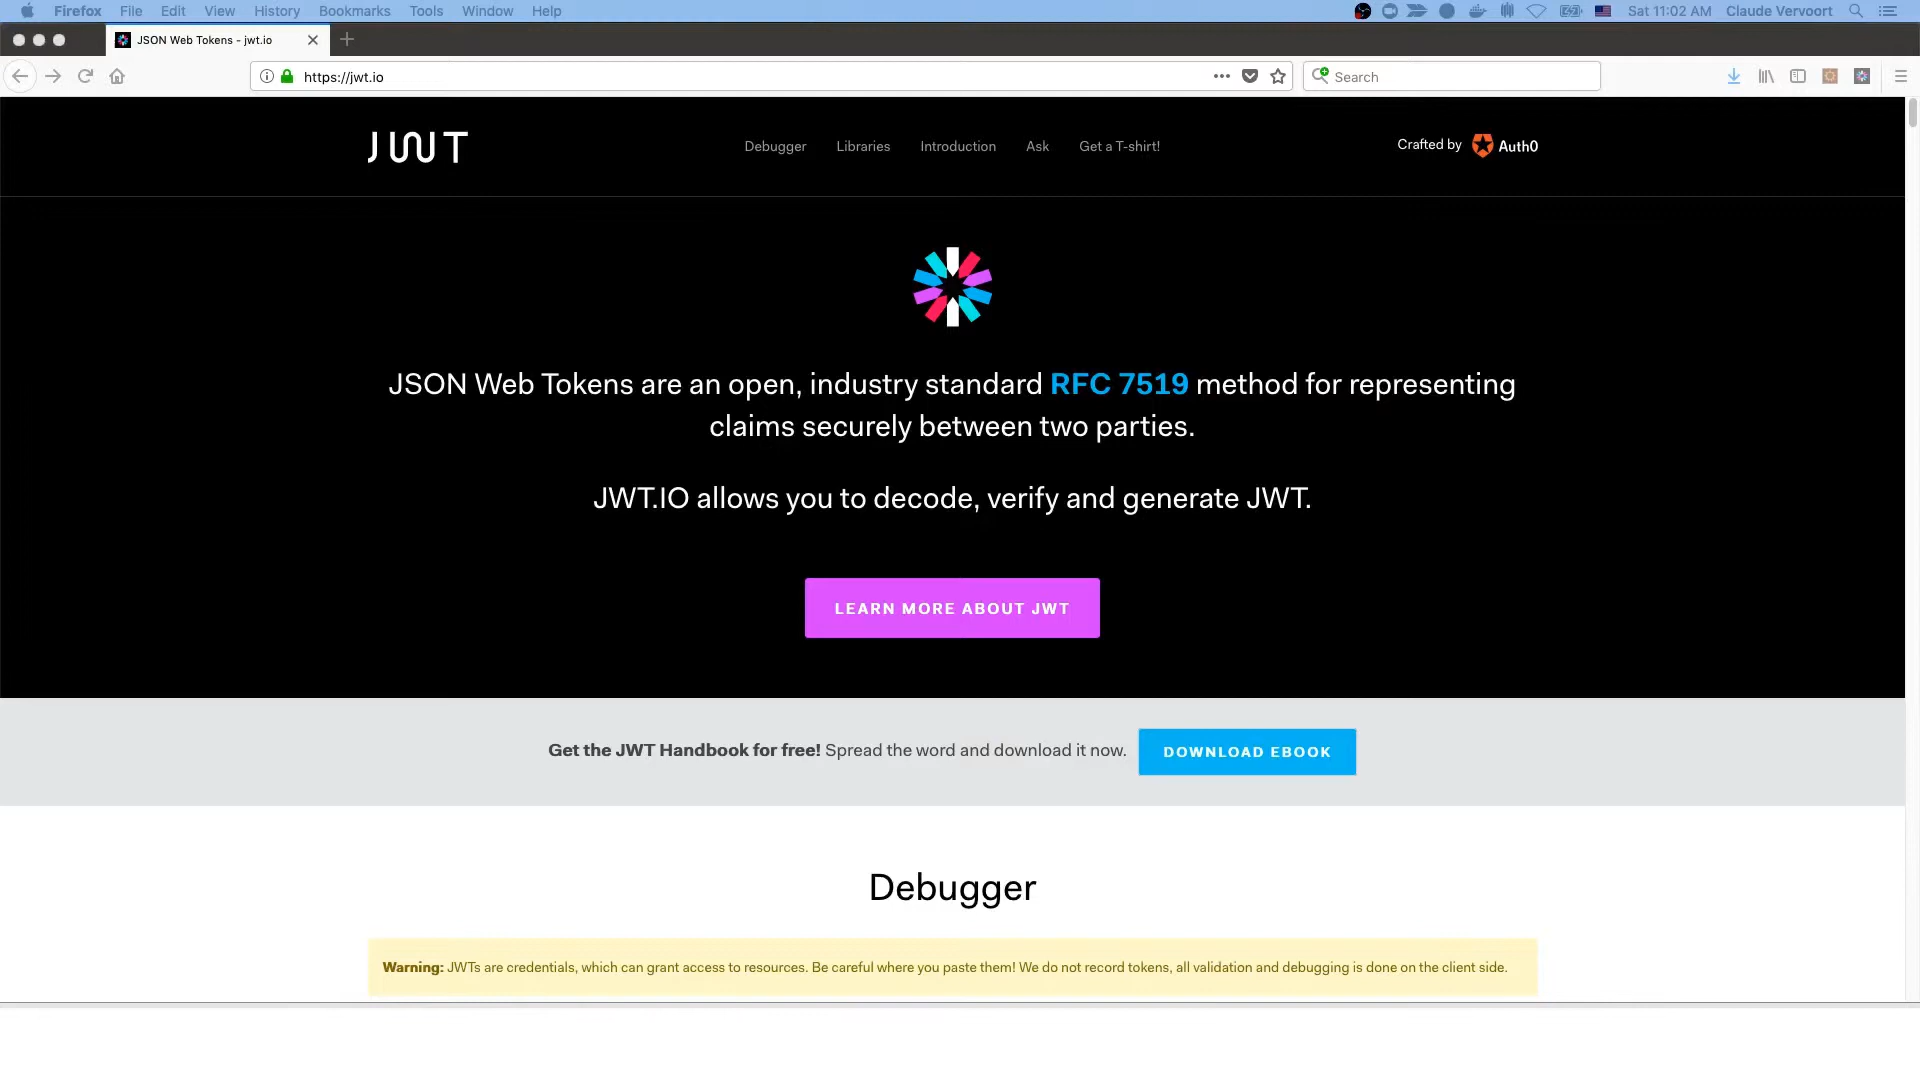 Firefox File Edit View History Bookmarks Tools Window Help Sat 11:02 AM Claude Vervoort
JSON Web Tokens - jwt.io
https://jwt.io
Search
JWT
Debugger Libraries Introduction Ask Get a T-shirt!
Crafted by Auth0
JSON Web Tokens are an open, industry standard RFC 7519 method for representing
claims securely between two parties.
JWT.IO allows you to decode, verify and generate JWT.
LEARN MORE ABOUT JWT
Get the JWT Handbook for free! Spread the word and download it now.
DOWNLOAD EBOOK
Debugger
Warning: JWTs are credentials, which can grant access to resources. Be careful where you paste them! We do not record tokens, all validation and debugging is done on the client side.